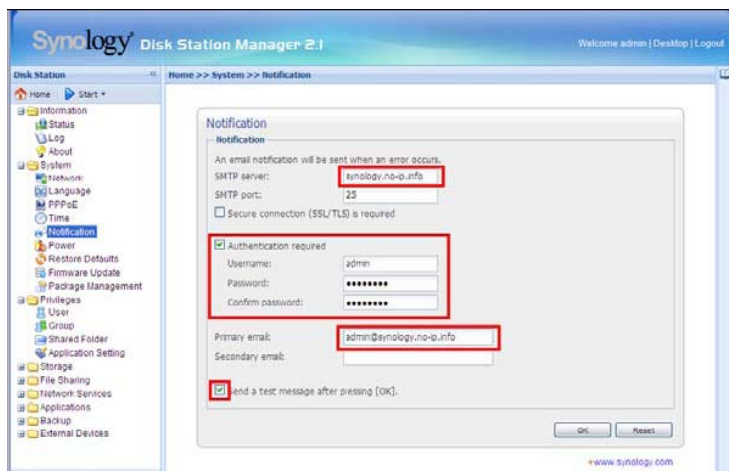 Synology Disk Station Manager 2.1
Welcome admin | Desktop | Logout
Disk Station
Home >> System >> Notification
Home
Start
Information
Status
Log
About
System
Network
Language
PPPoE
Time
Notification
Power
Restore Defaults
Firmware Update
Package Management
Privileges
User
Group
Shared Folder
Application Setting
Storage
File Sharing
Network Services
Applications
Backup
External Devices
Notification
Notification
An email notification will be sent when an error occurs.
SMTP server: synology.no-ip.info
SMTP port: 25
Secure connection (SSL/TLS) is required
Authentication required
Username: admin
Password: ••••••••
Confirm password: ••••••••
Primary email: admin@synology.no-ip.info
Secondary email:
Send a test message after pressing [OK].
OK Reset
www.synology.com